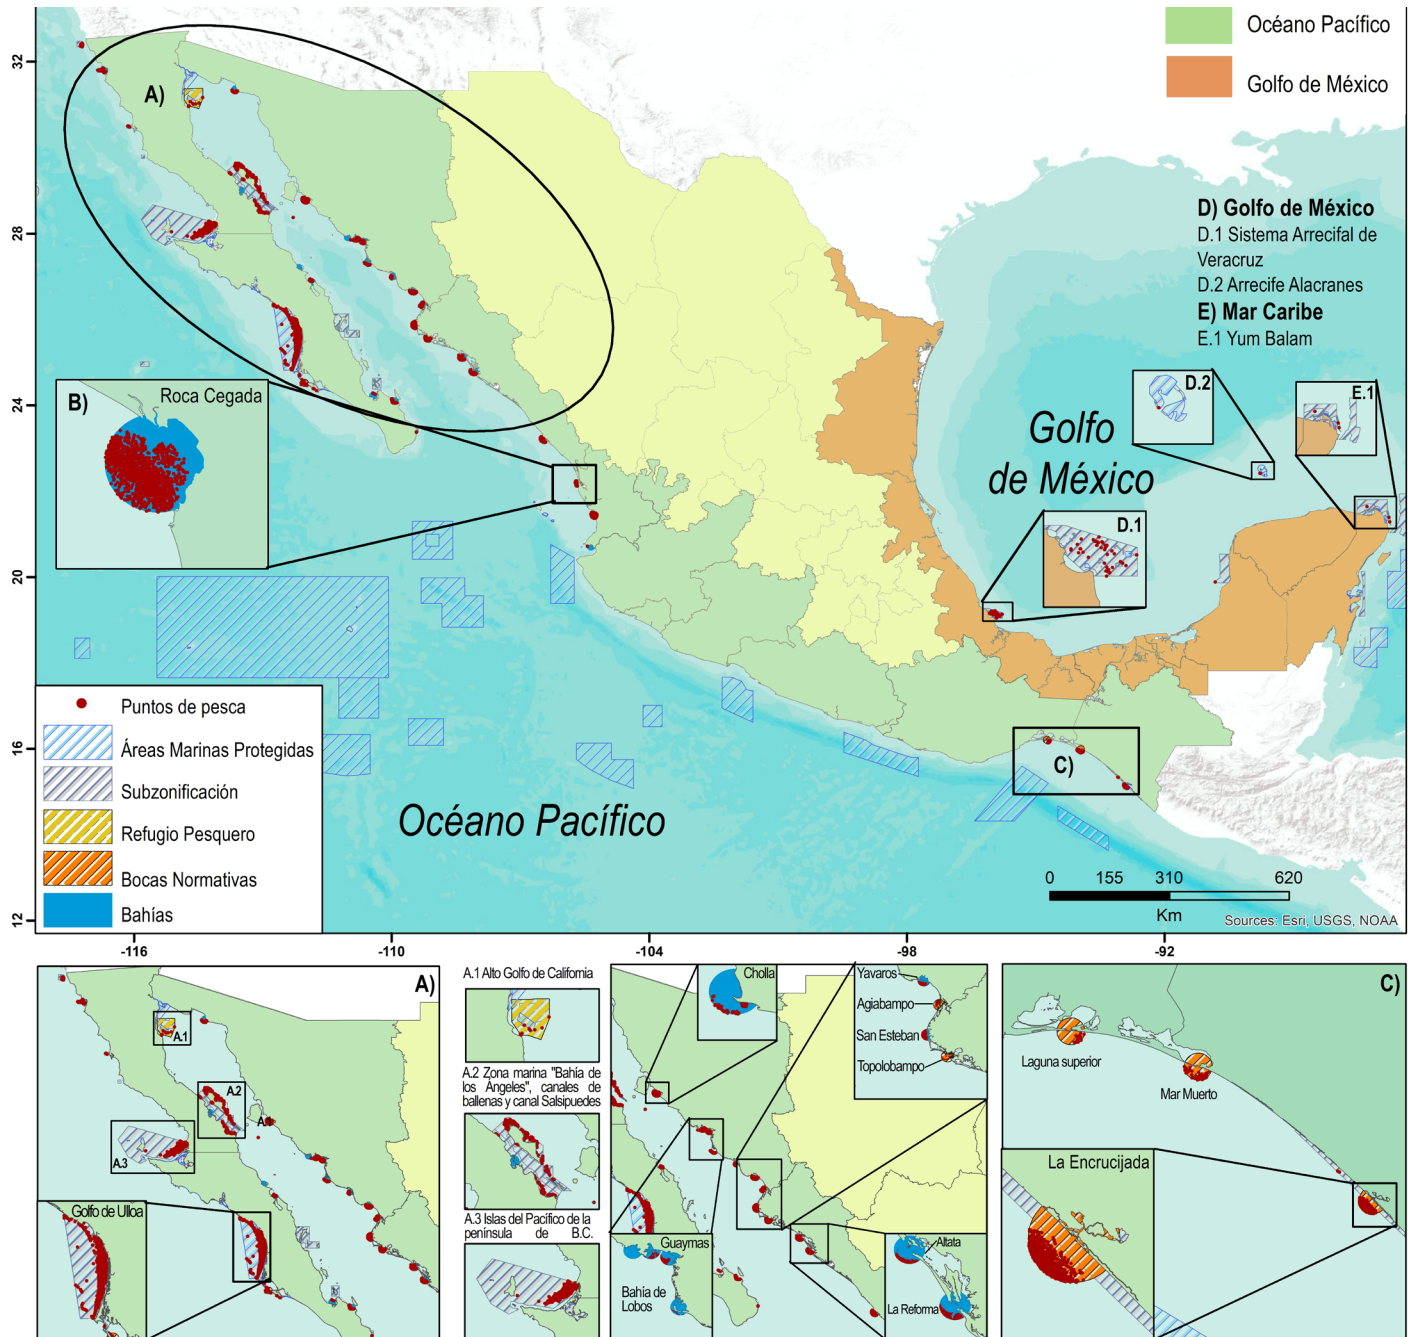 Océano Pacífico
Golfo de México
32
28
24
20
16
12
A)
D) Golfo de México
D.1 Sistema Arrecifal de
Veracruz
D.2 Arrecife Alacranes
E) Mar Caribe
E.1 Yum Balam
B)
Roca Cegada
D.2
E.1
Golfo
de México
D.1
C)
Océano Pacífico
Puntos de pesca
Áreas Marinas Protegidas
Subzonificación
Refugio Pesquero
Bocas Normativas
Bahías
0 155 310 620
Km
Sources: Esri, USGS, NOAA
-116 -110 -104 -98 -92
A)
A.1
A.2
A.1
A.3
Golfo de Ulloa
A.1 Alto Golfo de California
A.2 Zona marina "Bahía de
los Ángeles", canales de
ballenas y canal Salsipuedes
A.3 Islas del Pacífico de la
península de B.C.
Cholla
Yavaros
Agiabampo
San Esteban
Topolobampo
Guaymas
Bahía de
Lobos
Altata
La Reforma
C)
Laguna superior
Mar Muerto
La Encrucijada